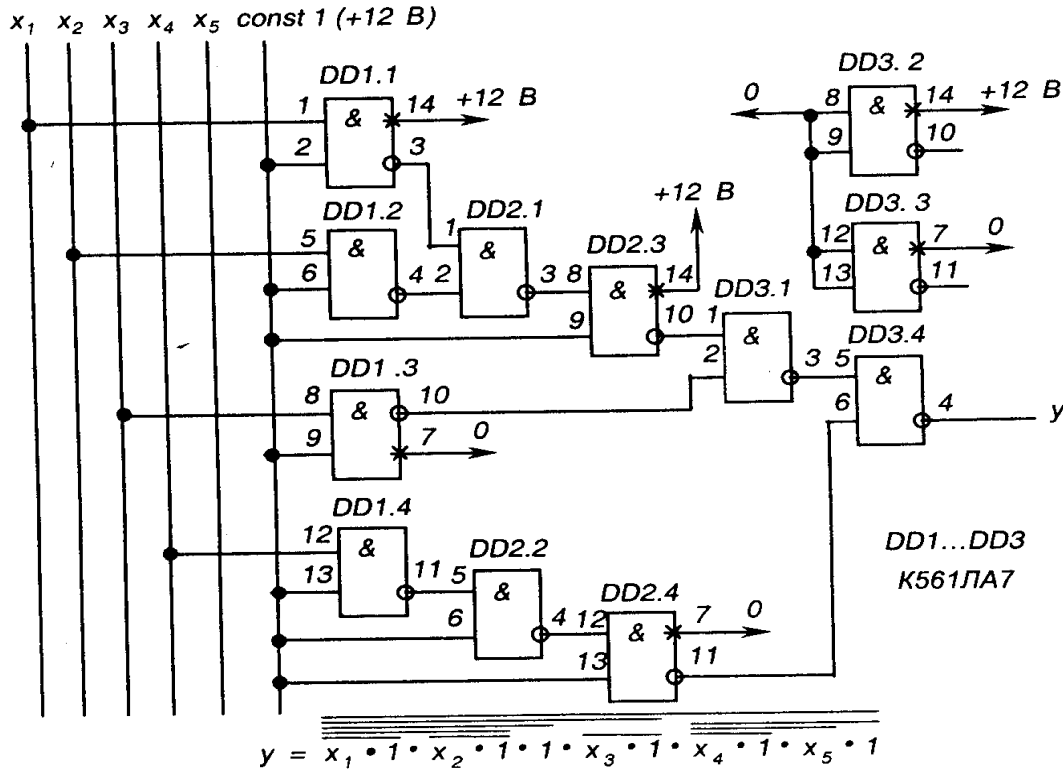 x₁ x₂ x₃ x₄ x₅ const 1 (+12 В)
DD1.1
1 & 14 +12 В
2 3
DD3. 2
0 8 & 14 +12 В
9 10
DD1.2
5 &
6 4
DD2.1
1 &
2 3
+12 В
DD2.3
8 & 14
9 10
DD3. 3
12 & 7 0
13 11
DD3.1
1 &
2 3
DD3.4
5 &
6 4 y
DD1 .3
8 & 10
9 7 0
DD1.4
12 &
13 11
DD2.2
5 &
6 4
DD2.4
12 & 7 0
13 11
DD1...DD3
К561ЛА7
y = x₁ • 1 • x₂ • 1 • 1 • x₃ • 1 • x₄ • 1 • x₅ • 1